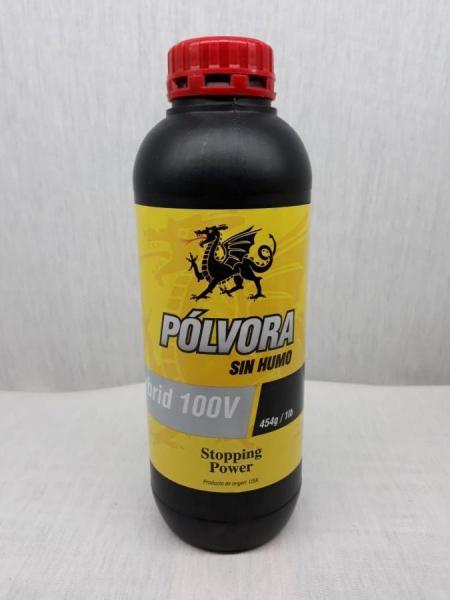 PÓLVORA
SIN HUMO
brid 100V
454g / 1lb
Stopping
Power
Producto de origen: USA